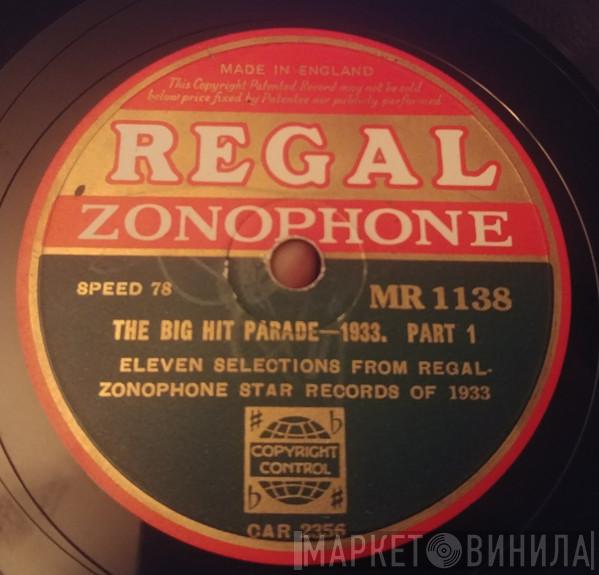 MADE IN ENGLAND
This Copyright Patented Record may not be sold
below price fixed by Patentee nor publicly performed
REGAL
ZONOPHONE
SPEED 78
MR 1138
THE BIG HIT PARADE—1933. PART 1
ELEVEN SELECTIONS FROM REGAL-
ZONOPHONE STAR RECORDS OF 1933
COPYRIGHT
CONTROL
CAR 2356
МАРКЕТ ВИНИЛА